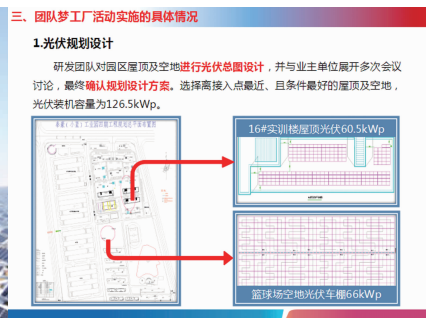 三、团队梦工厂活动实施的具体情况
1.光伏规划设计
研发团队对园区屋顶及空地进行光伏总图设计，并与业主单位展开多次会议
讨论，最终确认规划设计方案。选择离接入点最近、且条件最好的屋顶及空地，
光伏装机容量为126.5kWp。
16#实训楼屋顶光伏60.5kWp
篮球场空地光伏车棚66kWp